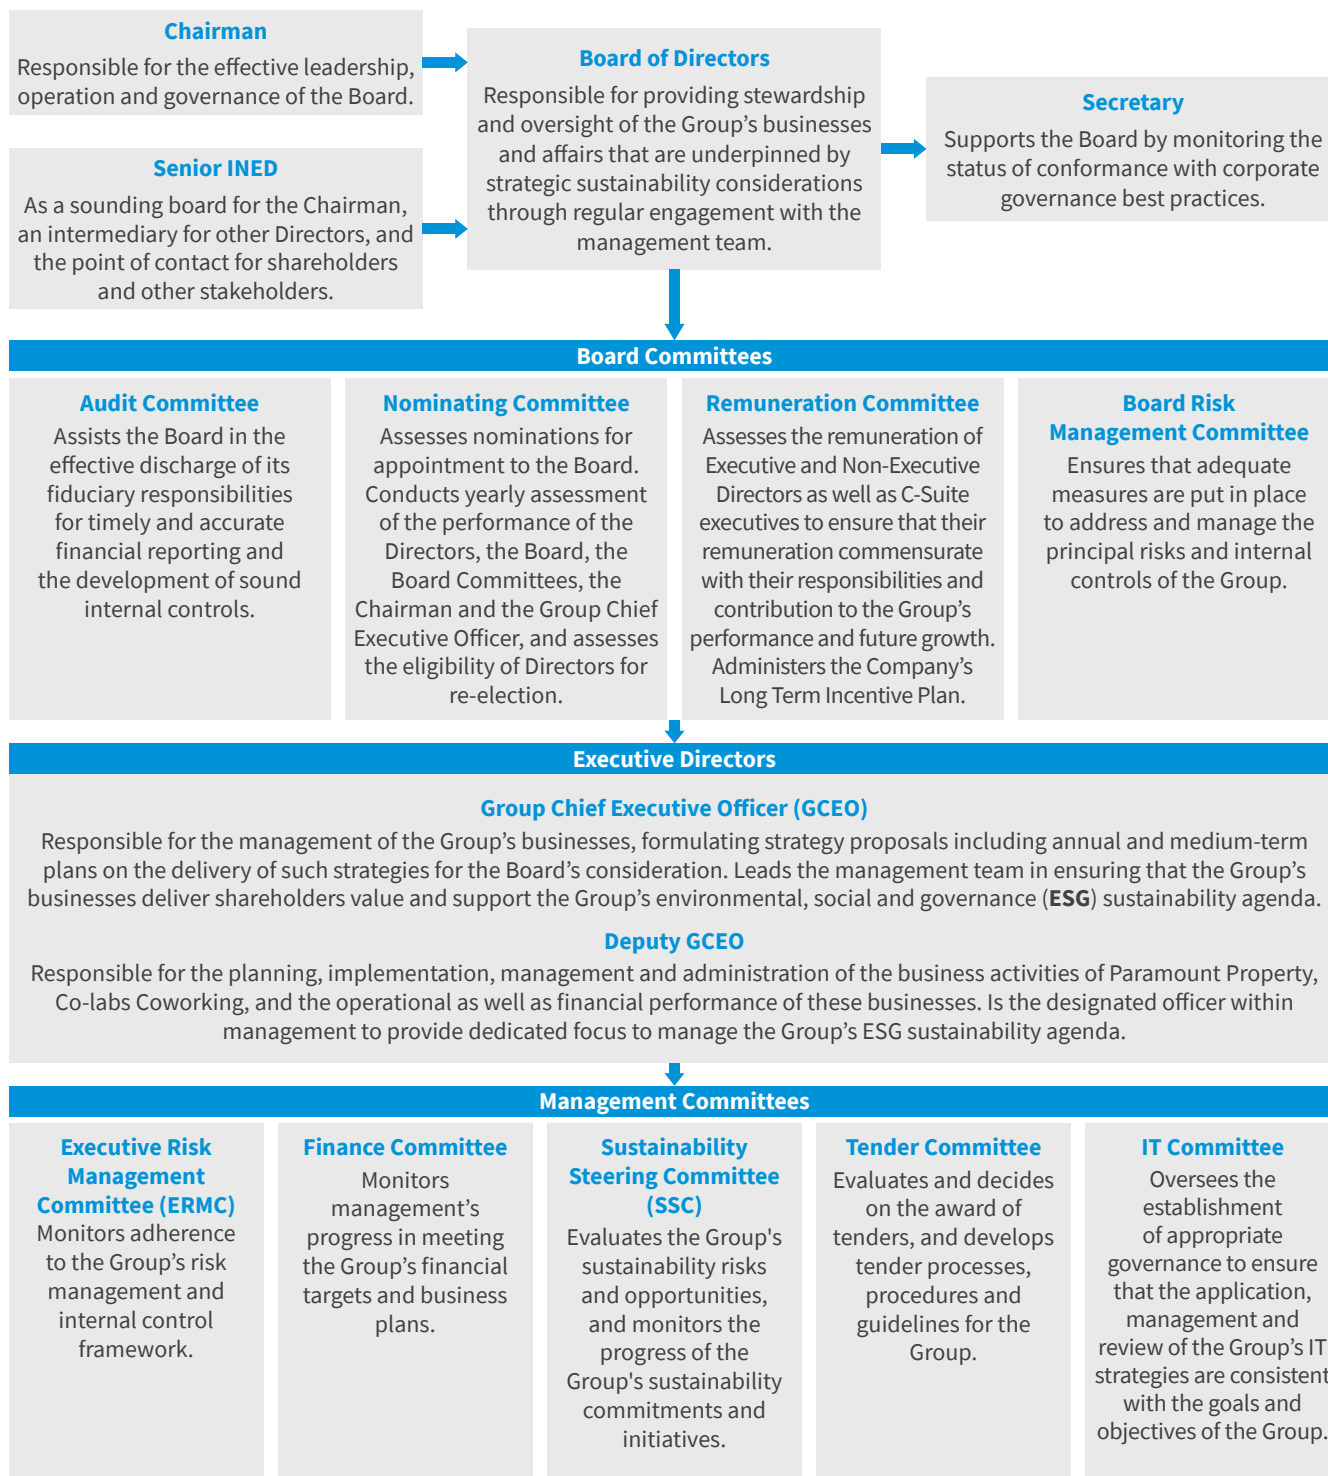 Chairman
Responsible for the effective leadership,
operation and governance of the Board.
Senior INED
As a sounding board for the Chairman,
an intermediary for other Directors, and
the point of contact for shareholders
and other stakeholders.
Board of Directors
Responsible for providing stewardship
and oversight of the Group’s businesses
and affairs that are underpinned by
strategic sustainability considerations
through regular engagement with the
management team.
Secretary
Supports the Board by monitoring the
status of conformance with corporate
governance best practices.
Board Committees
Audit Committee
Assists the Board in the
effective discharge of its
fiduciary responsibilities
for timely and accurate
financial reporting and
the development of sound
internal controls.
Nominating Committee
Assesses nominations for
appointment to the Board.
Conducts yearly assessment
of the performance of the
Directors, the Board, the
Board Committees, the
Chairman and the Group Chief
Executive Officer, and assesses
the eligibility of Directors for
re-election.
Remuneration Committee
Assesses the remuneration of
Executive and Non-Executive
Directors as well as C-Suite
executives to ensure that their
remuneration commensurate
with their responsibilities and
contribution to the Group’s
performance and future growth.
Administers the Company’s
Long Term Incentive Plan.
Board Risk
Management Committee
Ensures that adequate
measures are put in place
to address and manage the
principal risks and internal
controls of the Group.
Executive Directors
Group Chief Executive Officer (GCEO)
Responsible for the management of the Group’s businesses, formulating strategy proposals including annual and medium-term
plans on the delivery of such strategies for the Board’s consideration. Leads the management team in ensuring that the Group’s
businesses deliver shareholders value and support the Group’s environmental, social and governance (ESG) sustainability agenda.
Deputy GCEO
Responsible for the planning, implementation, management and administration of the business activities of Paramount Property,
Co-labs Coworking, and the operational as well as financial performance of these businesses. Is the designated officer within
management to provide dedicated focus to manage the Group’s ESG sustainability agenda.
Management Committees
Executive Risk
Management
Committee (ERMC)
Monitors adherence
to the Group’s risk
management and
internal control
framework.
Finance Committee
Monitors
management’s
progress in meeting
the Group’s financial
targets and business
plans.
Sustainability
Steering Committee
(SSC)
Evaluates the Group's
sustainability risks
and opportunities,
and monitors the
progress of the
Group's sustainability
commitments and
initiatives.
Tender Committee
Evaluates and decides
on the award of
tenders, and develops
tender processes,
procedures and
guidelines for the
Group.
IT Committee
Oversees the
establishment
of appropriate
governance to ensure
that the application,
management and
review of the Group’s IT
strategies are consistent
with the goals and
objectives of the Group.